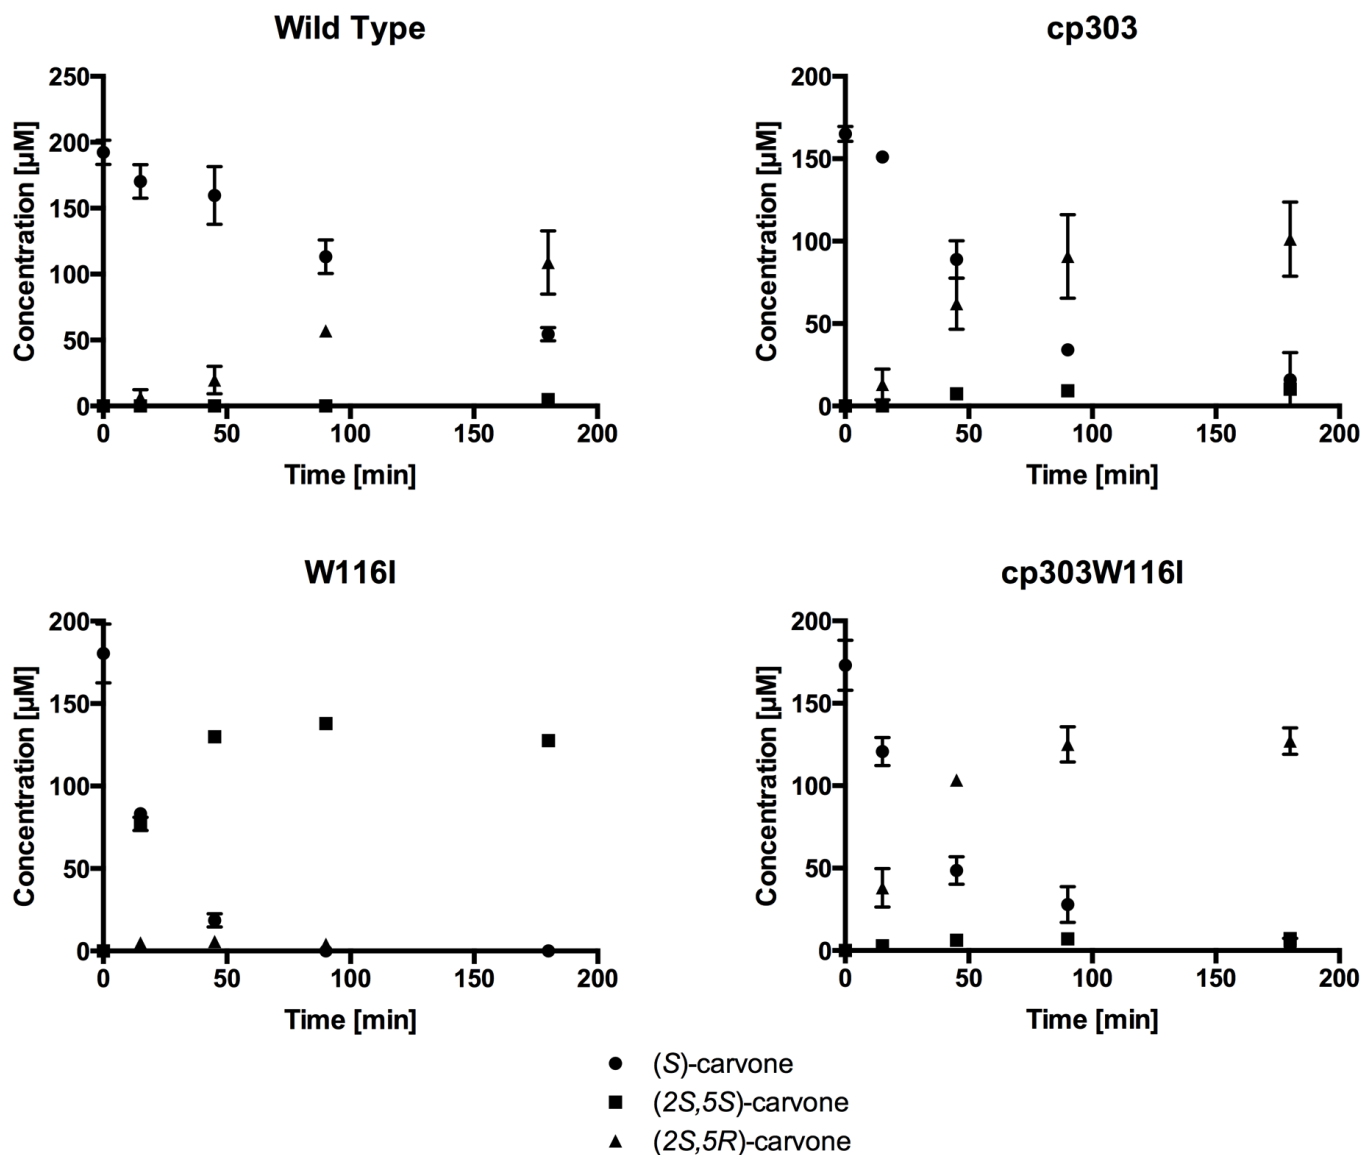 Wild Type
250
200
150
100
50
0
0 50 100 150 200
Concentration [µM]
Time [min]
cp303
200
150
100
50
0
0 50 100 150 200
Concentration [µM]
Time [min]
W116I
200
150
100
50
0
0 50 100 150 200
Concentration [µM]
Time [min]
cp303W116I
200
150
100
50
0
0 50 100 150 200
Concentration [µM]
Time [min]
(S)-carvone
(2S,5S)-carvone
(2S,5R)-carvone